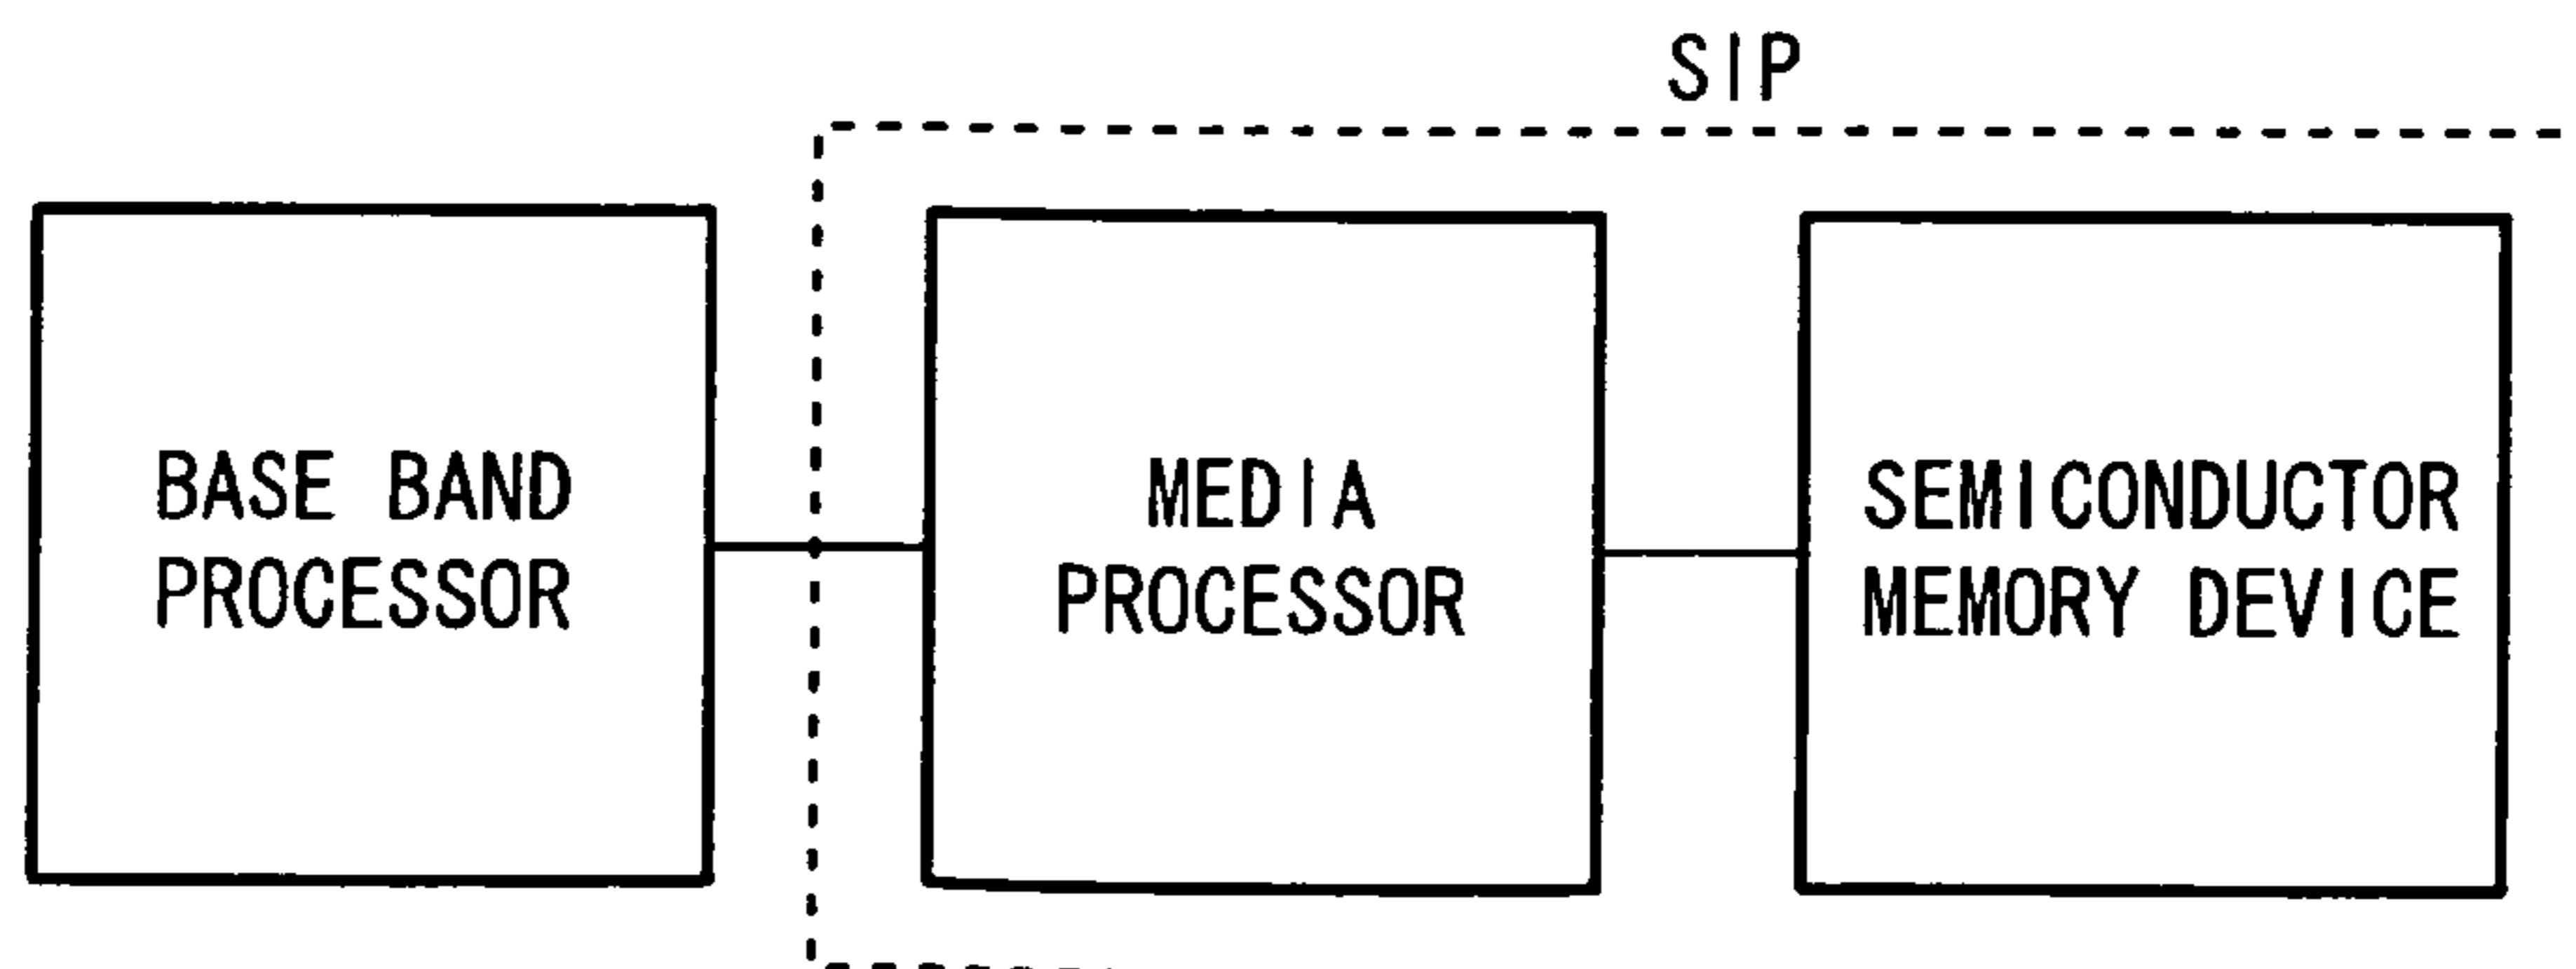 SIP
BASE BAND
PROCESSOR
MEDIA
PROCESSOR
SEMICONDUCTOR
MEMORY DEVICE